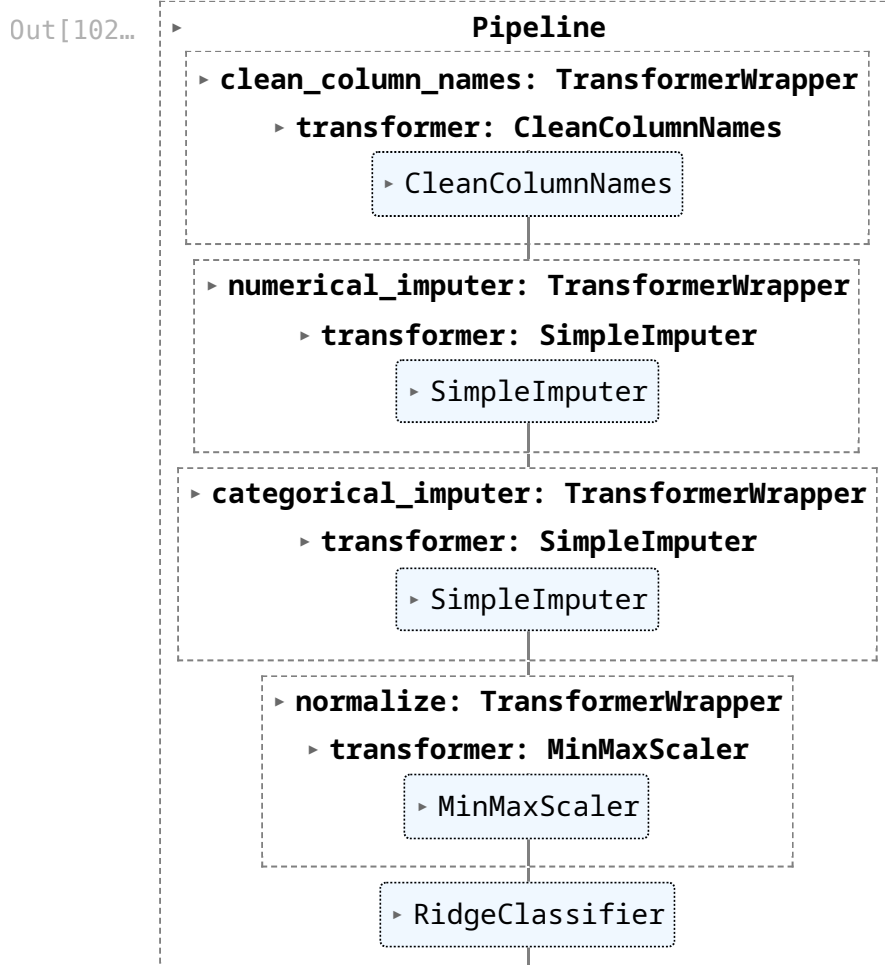 Out[102…
Pipeline
clean_column_names: TransformerWrapper
transformer: CleanColumnNames
CleanColumnNames
numerical_imputer: TransformerWrapper
transformer: SimpleImputer
SimpleImputer
categorical_imputer: TransformerWrapper
transformer: SimpleImputer
SimpleImputer
normalize: TransformerWrapper
transformer: MinMaxScaler
MinMaxScaler
RidgeClassifier